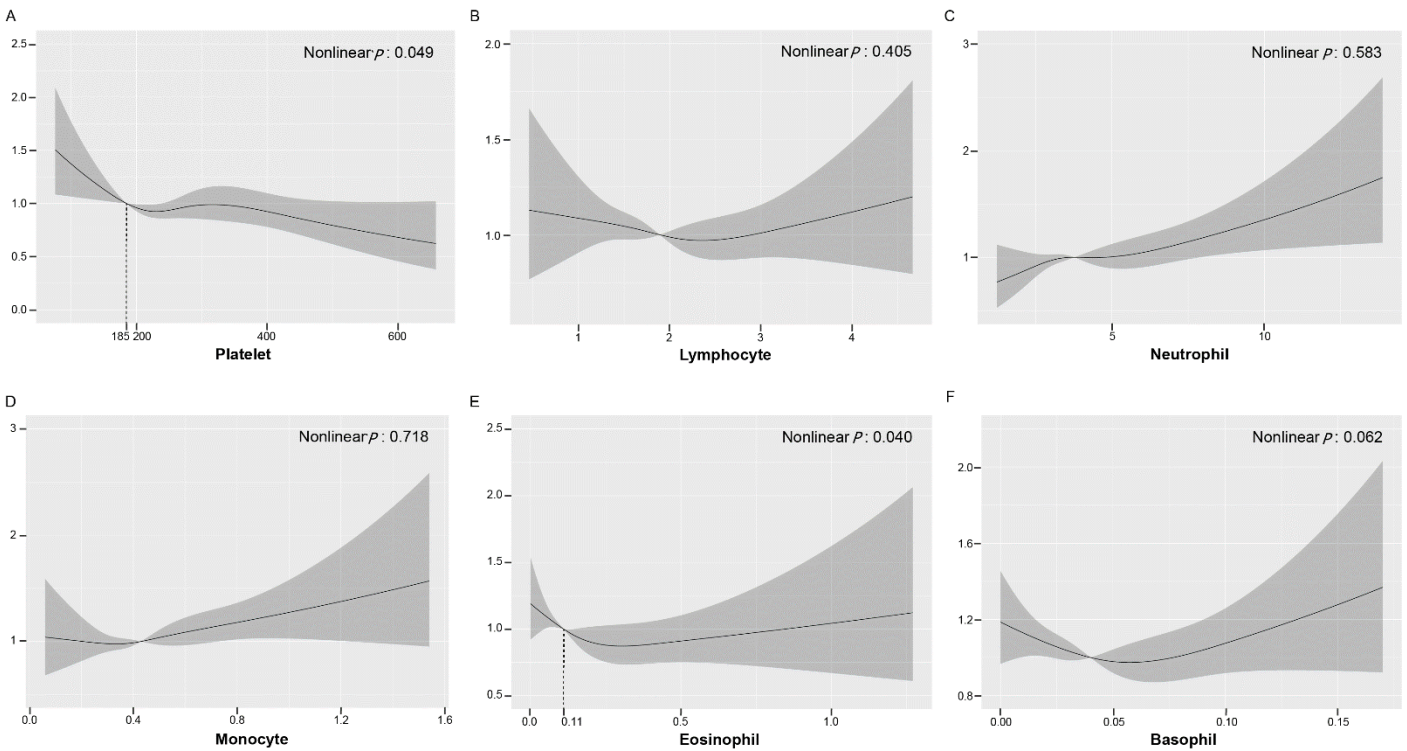 A
Nonlinear p: 0.049
2.5
2.0
1.5
1.0
0.5
0.0
185 200 400 600
Platelet
B
Nonlinear p: 0.405
2.0
1.5
1.0
1 2 3 4
Lymphocyte
C
Nonlinear p: 0.583
3
2
1
5 10
Neutrophil
D
Nonlinear p: 0.718
3
2
1
0.0 0.4 0.8 1.2 1.6
Monocyte
E
Nonlinear p: 0.040
2.5
2.0
1.5
1.0
0.5
0.0 0.11 0.5 1.0
Eosinophil
F
Nonlinear p: 0.062
2.0
1.6
1.2
0.8
0.00 0.05 0.10 0.15
Basophil